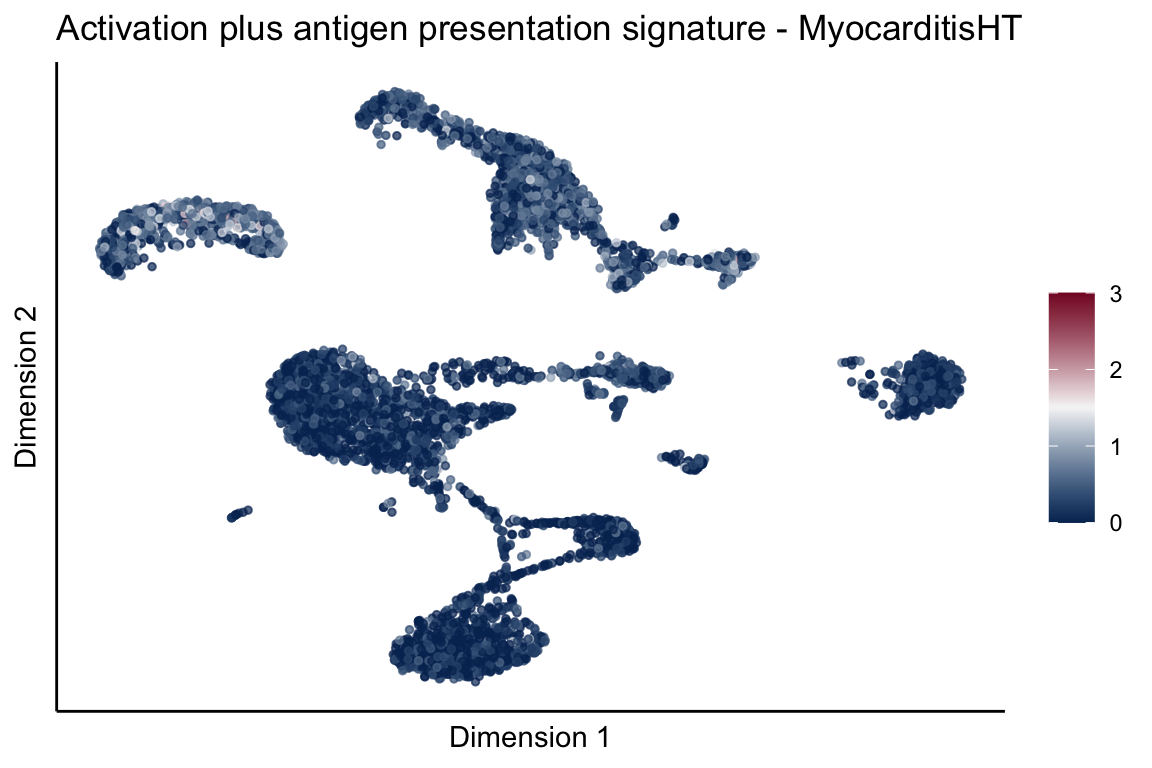 Activation plus antigen presentation signature - MyocarditisHT
Dimension 2
3
2
1
0
Dimension 1